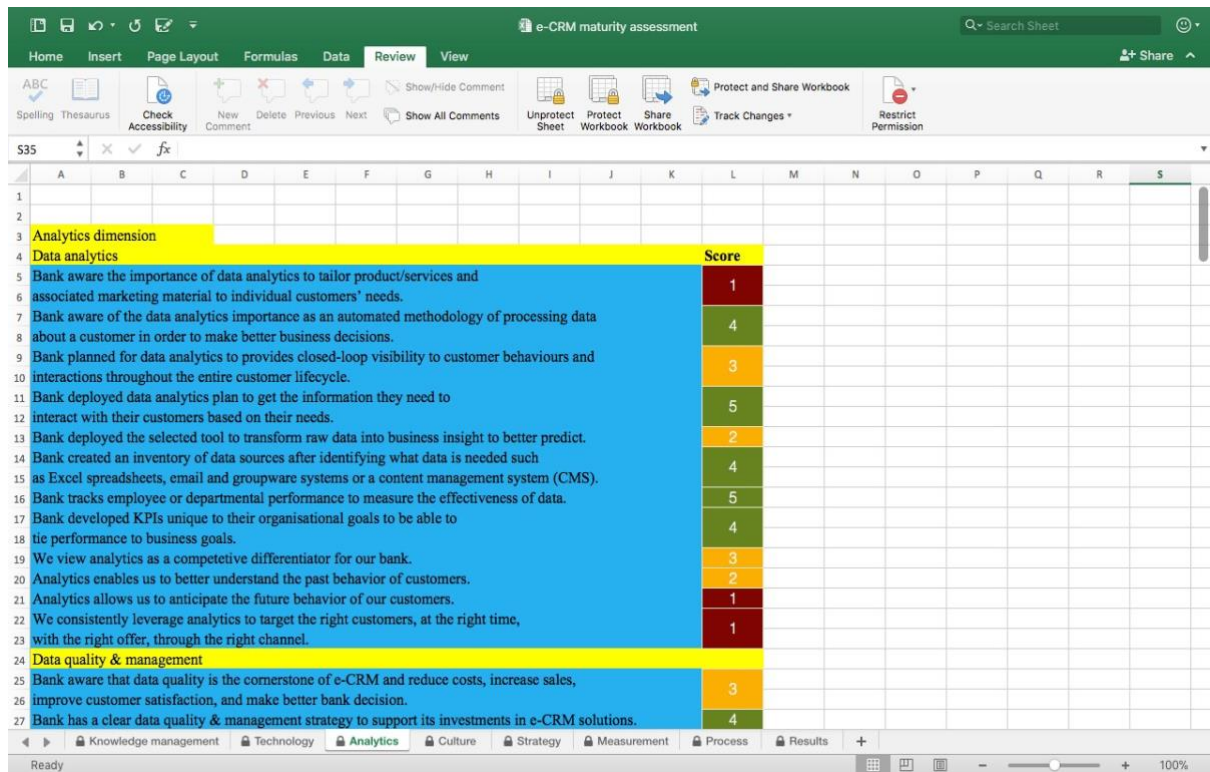 e-CRM maturity assessment
Search Sheet
Home Insert Page Layout Formulas Data Review View
Share
ABC
Spelling Thesaurus Check Accessibility New Comment Delete Previous Next Show/Hide Comment Show All Comments Unprotect Sheet Protect Workbook Share Workbook Protect and Share Workbook Track Changes Restrict Permission
S35 fx
A B C D E F G H I J K L M N O P Q R S
1
2
3 Analytics dimension
4 Data analytics Score
5 Bank aware the importance of data analytics to tailor product/services and
6 associated marketing material to individual customers' needs. 1
7 Bank aware of the data analytics importance as an automated methodology of processing data
8 about a customer in order to make better business decisions. 4
9 Bank planned for data analytics to provides closed-loop visibility to customer behaviours and
10 interactions throughout the entire customer lifecycle. 3
11 Bank deployed data analytics plan to get the information they need to
12 interact with their customers based on their needs. 5
13 Bank deployed the selected tool to transform raw data into business insight to better predict. 2
14 Bank created an inventory of data sources after identifying what data is needed such
15 as Excel spreadsheets, email and groupware systems or a content management system (CMS). 4
16 Bank tracks employee or departmental performance to measure the effectiveness of data. 5
17 Bank developed KPIs unique to their organisational goals to be able to
18 tie performance to business goals. 4
19 We view analytics as a competetive differentiator for our bank. 3
20 Analytics enables us to better understand the past behavior of customers. 2
21 Analytics allows us to anticipate the future behavior of our customers. 1
22 We consistently leverage analytics to target the right customers, at the right time,
23 with the right offer, through the right channel. 1
24 Data quality & management
25 Bank aware that data quality is the cornerstone of e-CRM and reduce costs, increase sales,
26 improve customer satisfaction, and make better bank decision. 3
27 Bank has a clear data quality & management strategy to support its investments in e-CRM solutions. 4
Knowledge management Technology Analytics Culture Strategy Measurement Process Results +
Ready 100%